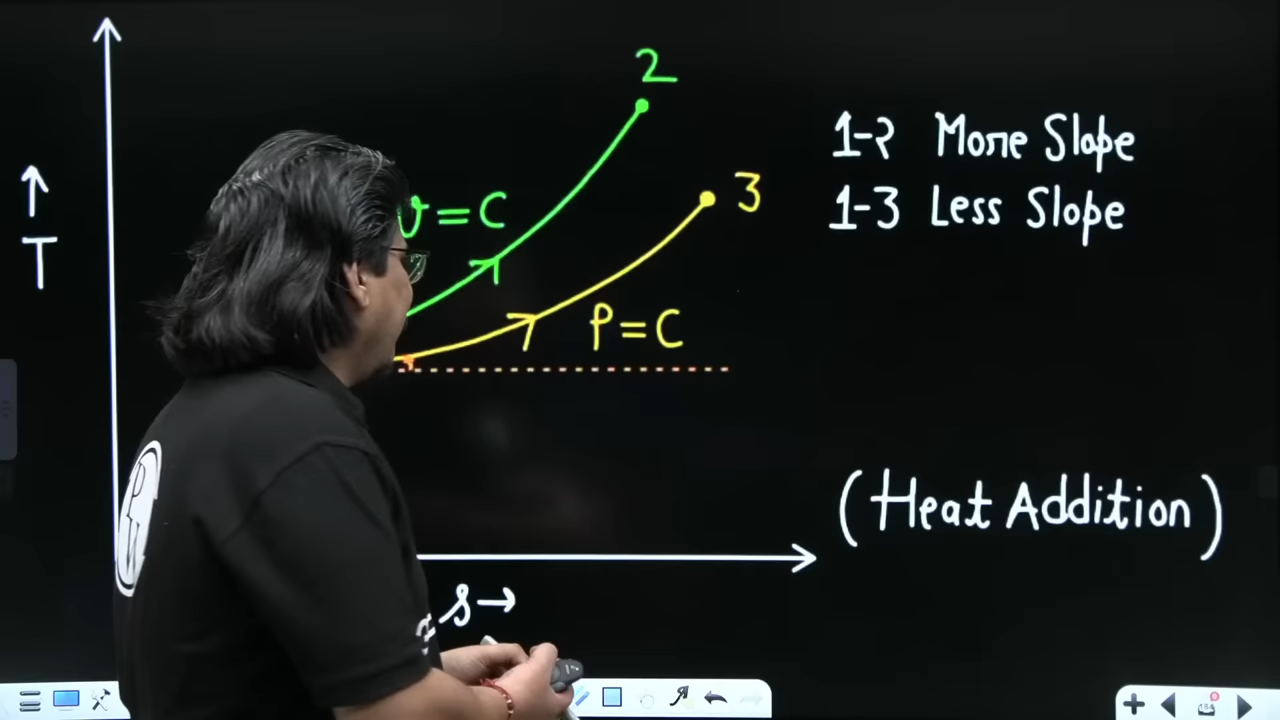 2
1-2 More Slope
3
1-3 Less Slope
v=C
↑
T
P=C
(Heat Addition)
s→